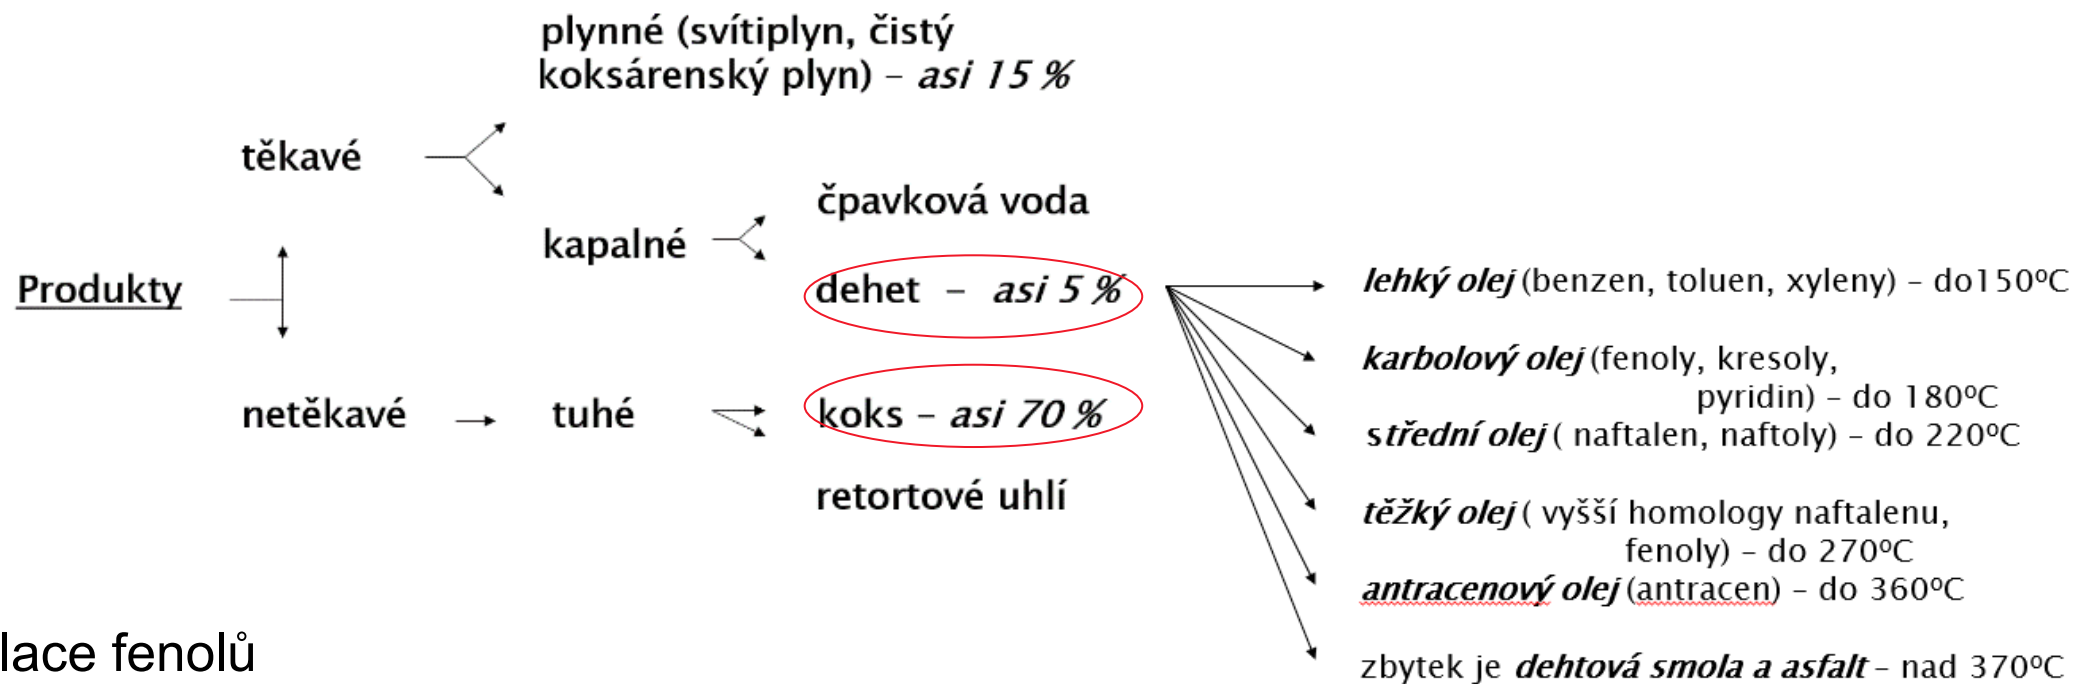 plynné (svítiplyn, čistý
koksárenský plyn) – asi 15 %
těkavé
čpavková voda
kapalné
Produkty
dehet – asi 5 %
netěkavé
tuhé
koks – asi 70 %
retortové uhlí
lehký olej (benzen, toluen, xyleny) – do150ºC
karbolový olej (fenoly, kresoly,
pyridin) – do 180ºC
střední olej ( naftalen, naftoly) – do 220ºC
těžký olej ( vyšší homology naftalenu,
fenoly) – do 270ºC
antracenový olej (antracen) – do 360ºC
zbytek je dehtová smola a asfalt – nad 370ºC
lace fenolů